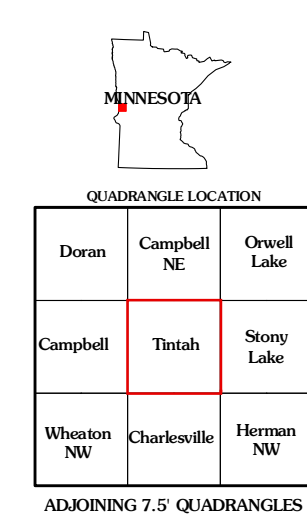 MINNESOTA
QUADRANGLE LOCATION
Doran
Campbell
NE
Orwell
Lake
Campbell
Tintah
Stony
Lake
Wheaton
NW
Charlesville
Herman
NW
ADJOINING 7.5' QUADRANGLES